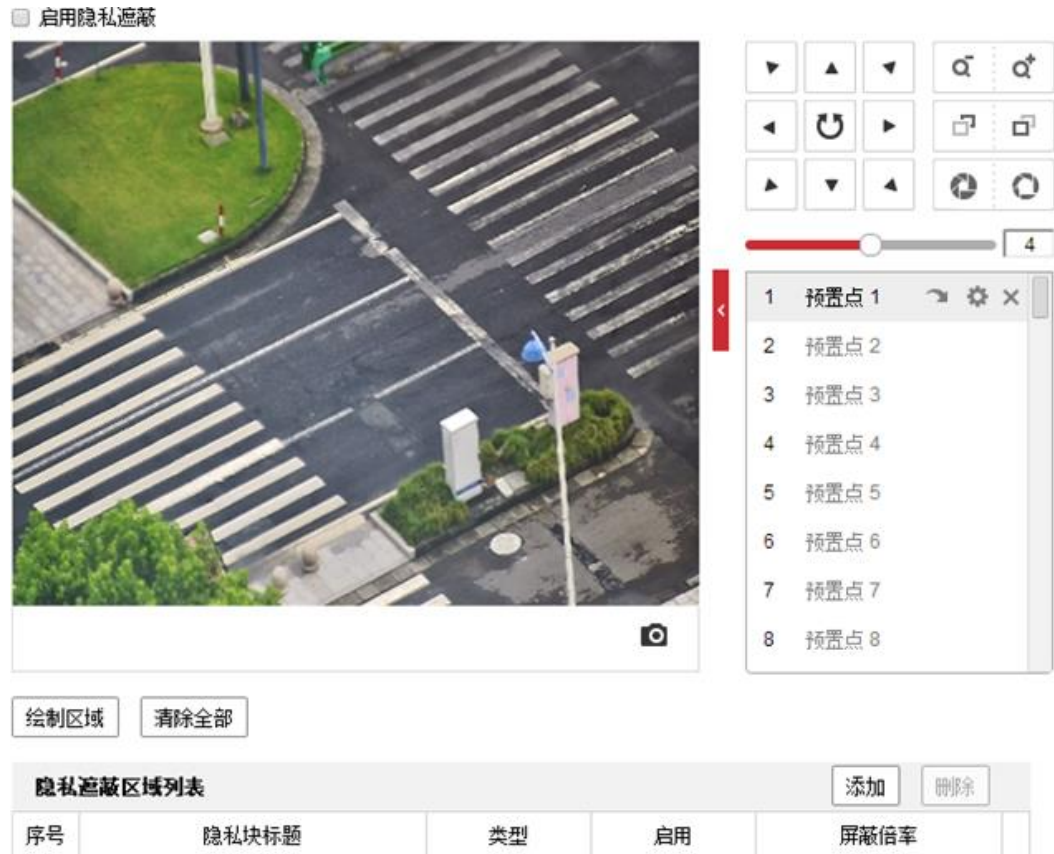 启用隐私遮蔽
4
1 预置点 1
2 预置点 2
3 预置点 3
4 预置点 4
5 预置点 5
6 预置点 6
7 预置点 7
8 预置点 8
绘制区域 清除全部
隐私遮蔽区域列表 添加 删除
序号 隐私块标题 类型 启用 屏蔽倍率